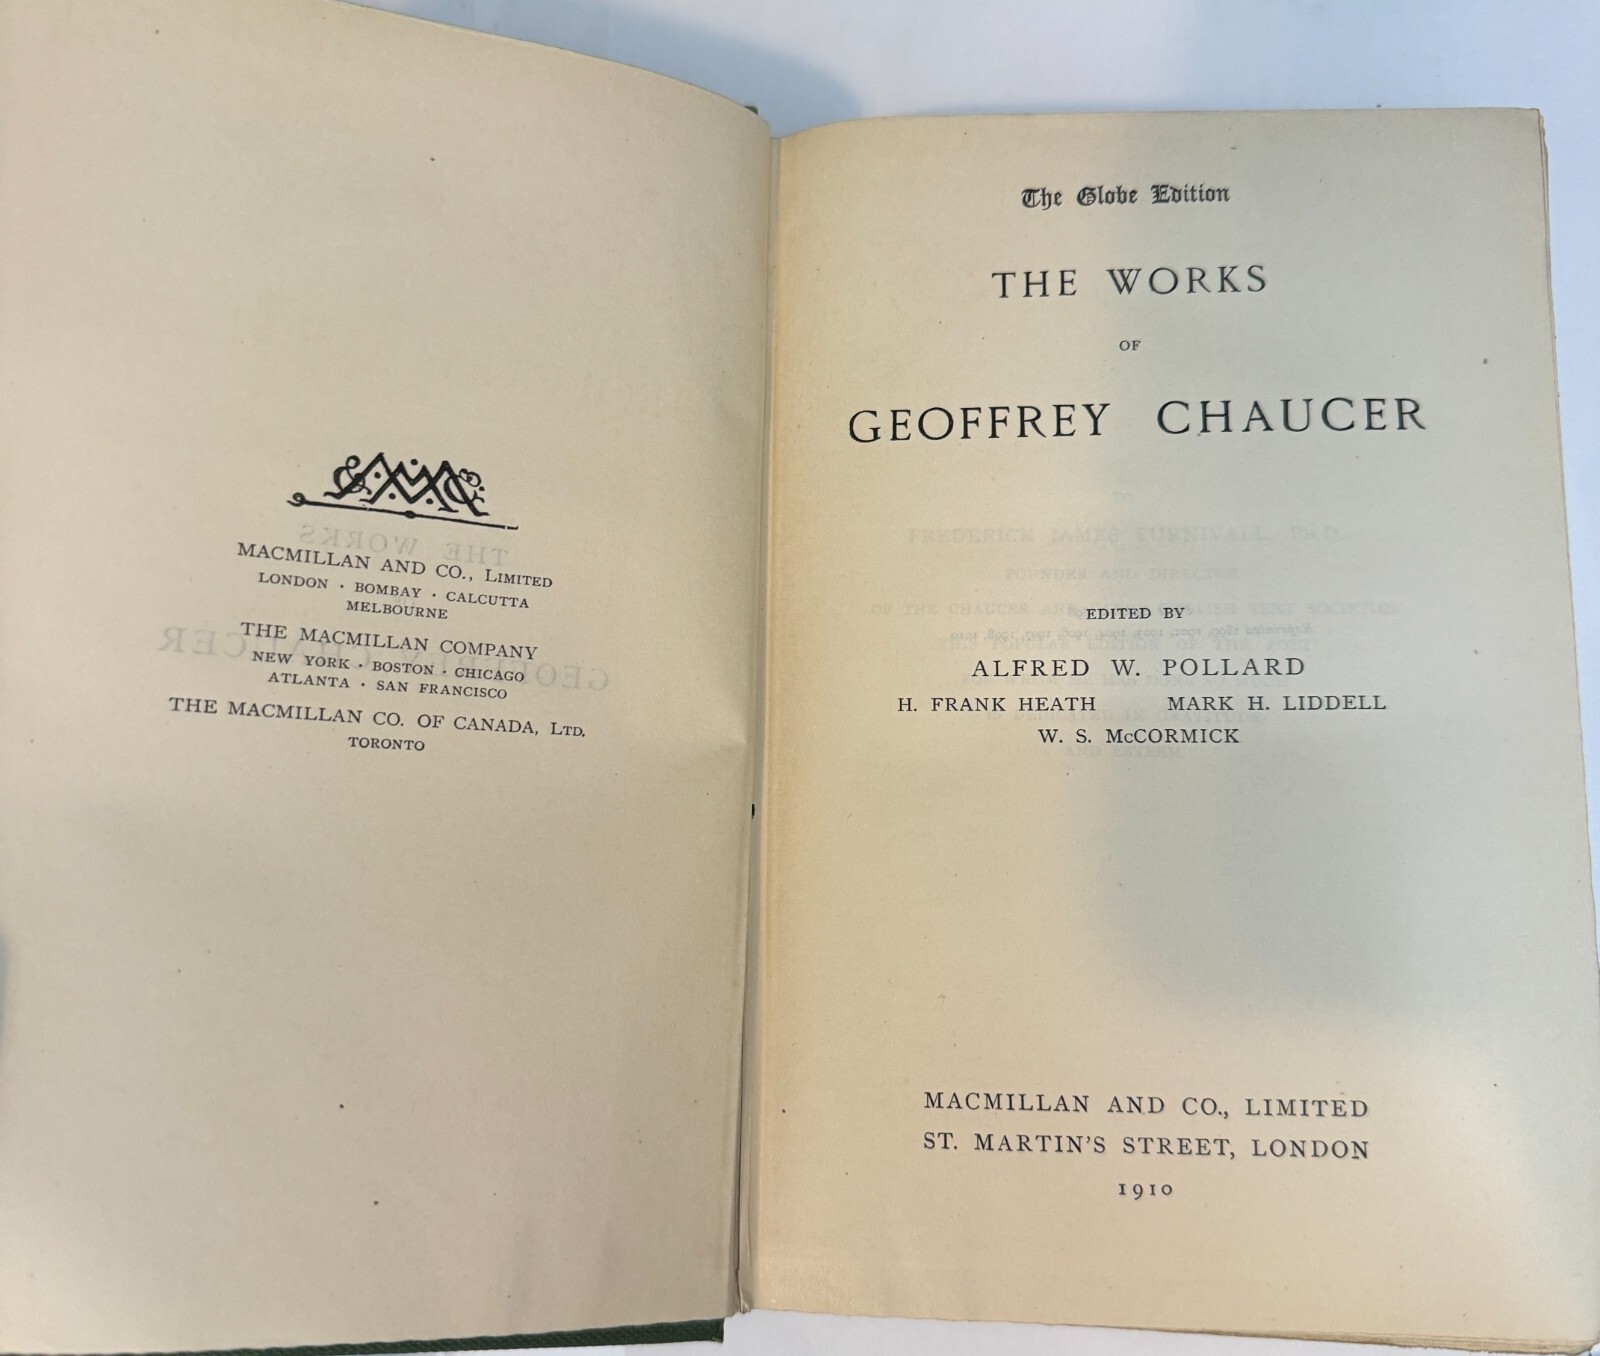 MACMILLAN AND CO., LIMITED
LONDON · BOMBAY · CALCUTTA
MELBOURNE
THE MACMILLAN COMPANY
NEW YORK · BOSTON · CHICAGO
ATLANTA · SAN FRANCISCO
THE MACMILLAN CO. OF CANADA, LTD.
TORONTO
The Globe Edition
THE WORKS
OF
GEOFFREY CHAUCER
EDITED BY
ALFRED W. POLLARD
H. FRANK HEATH MARK H. LIDDELL
W. S. McCORMICK
MACMILLAN AND CO., LIMITED
ST. MARTIN'S STREET, LONDON
1910